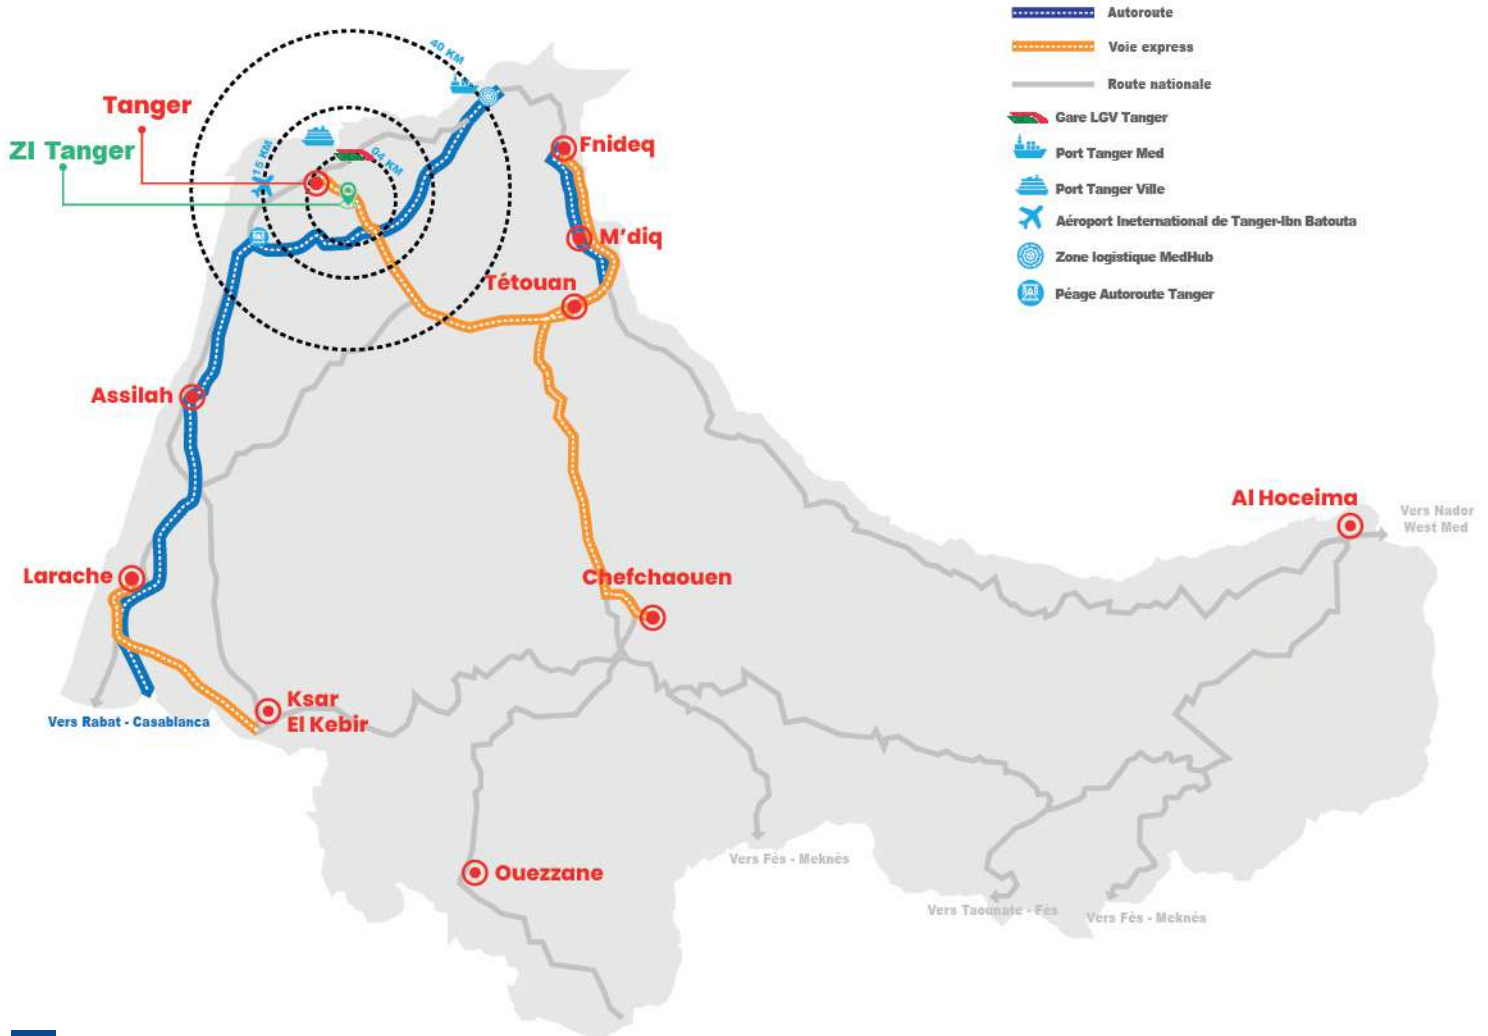 Autoroute
Voie express
Route nationale
Gare LGV Tanger
Port Tanger Med
Port Tanger Ville
Aéroport Ineternational de Tanger-Ibn Batouta
Zone logistique MedHub
Péage Autoroute Tanger
40 KM
Tanger
ZI Tanger
15 KM
04 KM
Fnideq
M'diq
Tétouan
Assilah
Larache
Chefchaouen
Al Hoceima
Vers Nador
West Med
Ksar
El Kebir
Vers Rabat - Casablanca
Ouezzane
Vers Fès - Meknès
Vers Taounate - Fès
Vers Fès - Meknès